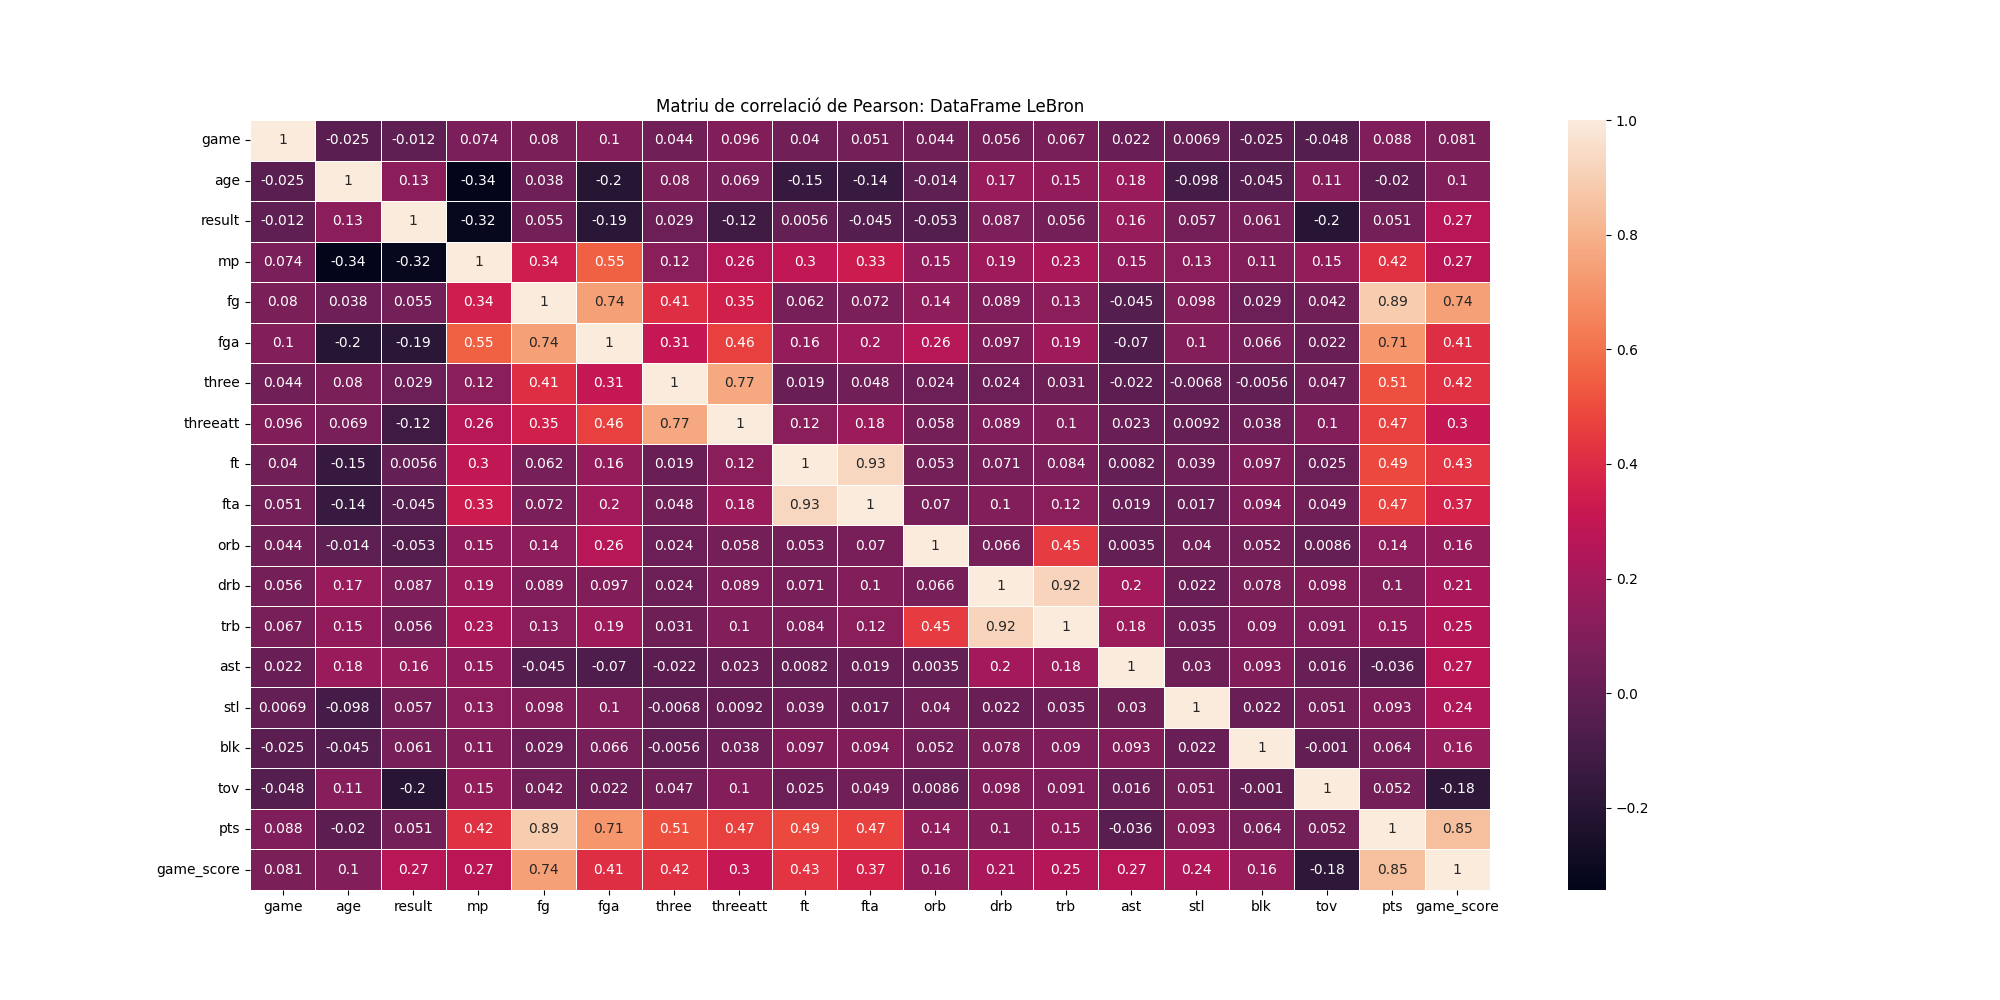 Matriu de correlació de Pearson: DataFrame LeBron
game 1 -0.025 -0.012 0.074 0.08 0.1 0.044 0.096 0.04 0.051 0.044 0.056 0.067 0.022 0.0069 -0.025 -0.048 0.088 0.081
age -0.025 1 0.13 -0.34 0.038 -0.2 0.08 0.069 -0.15 -0.14 -0.014 0.17 0.15 0.18 -0.098 -0.045 0.11 -0.02 0.1
result -0.012 0.13 1 -0.32 0.055 -0.19 0.029 -0.12 0.0056 -0.045 -0.053 0.087 0.056 0.16 0.057 0.061 -0.2 0.051 0.27
mp 0.074 -0.34 -0.32 1 0.34 0.55 0.12 0.26 0.3 0.33 0.15 0.19 0.23 0.15 0.13 0.11 0.15 0.42 0.27
fg 0.08 0.038 0.055 0.34 1 0.74 0.41 0.35 0.062 0.072 0.14 0.089 0.13 -0.045 0.098 0.029 0.042 0.89 0.74
fga 0.1 -0.2 -0.19 0.55 0.74 1 0.31 0.46 0.16 0.2 0.26 0.097 0.19 -0.07 0.1 0.066 0.022 0.71 0.41
three 0.044 0.08 0.029 0.12 0.41 0.31 1 0.77 0.019 0.048 0.024 0.024 0.031 -0.022 -0.0068 -0.0056 0.047 0.51 0.42
threeatt 0.096 0.069 -0.12 0.26 0.35 0.46 0.77 1 0.12 0.18 0.058 0.089 0.1 0.023 0.0092 0.038 0.1 0.47 0.3
ft 0.04 -0.15 0.0056 0.3 0.062 0.16 0.019 0.12 1 0.93 0.053 0.071 0.084 0.0082 0.039 0.097 0.025 0.49 0.43
fta 0.051 -0.14 -0.045 0.33 0.072 0.2 0.048 0.18 0.93 1 0.07 0.1 0.12 0.019 0.017 0.094 0.049 0.47 0.37
orb 0.044 -0.014 -0.053 0.15 0.14 0.26 0.024 0.058 0.053 0.07 1 0.066 0.45 0.0035 0.04 0.052 0.0086 0.14 0.16
drb 0.056 0.17 0.087 0.19 0.089 0.097 0.024 0.089 0.071 0.1 0.066 1 0.92 0.2 0.022 0.078 0.098 0.1 0.21
trb 0.067 0.15 0.056 0.23 0.13 0.19 0.031 0.1 0.084 0.12 0.45 0.92 1 0.18 0.035 0.09 0.091 0.15 0.25
ast 0.022 0.18 0.16 0.15 -0.045 -0.07 -0.022 0.023 0.0082 0.019 0.0035 0.2 0.18 1 0.03 0.093 0.016 -0.036 0.27
stl 0.0069 -0.098 0.057 0.13 0.098 0.1 -0.0068 0.0092 0.039 0.017 0.04 0.022 0.035 0.03 1 0.022 0.051 0.093 0.24
blk -0.025 -0.045 0.061 0.11 0.029 0.066 -0.0056 0.038 0.097 0.094 0.052 0.078 0.09 0.093 0.022 1 -0.001 0.064 0.16
tov -0.048 0.11 -0.2 0.15 0.042 0.022 0.047 0.1 0.025 0.049 0.0086 0.098 0.091 0.016 0.051 -0.001 1 0.052 -0.18
pts 0.088 -0.02 0.051 0.42 0.89 0.71 0.51 0.47 0.49 0.47 0.14 0.1 0.15 -0.036 0.093 0.064 0.052 1 0.85
game_score 0.081 0.1 0.27 0.27 0.74 0.41 0.42 0.3 0.43 0.37 0.16 0.21 0.25 0.27 0.24 0.16 -0.18 0.85 1
game age result mp fg fga three threeatt ft fta orb drb trb ast stl blk tov pts game_score
1.0
0.8
0.6
0.4
0.2
0.0
−0.2